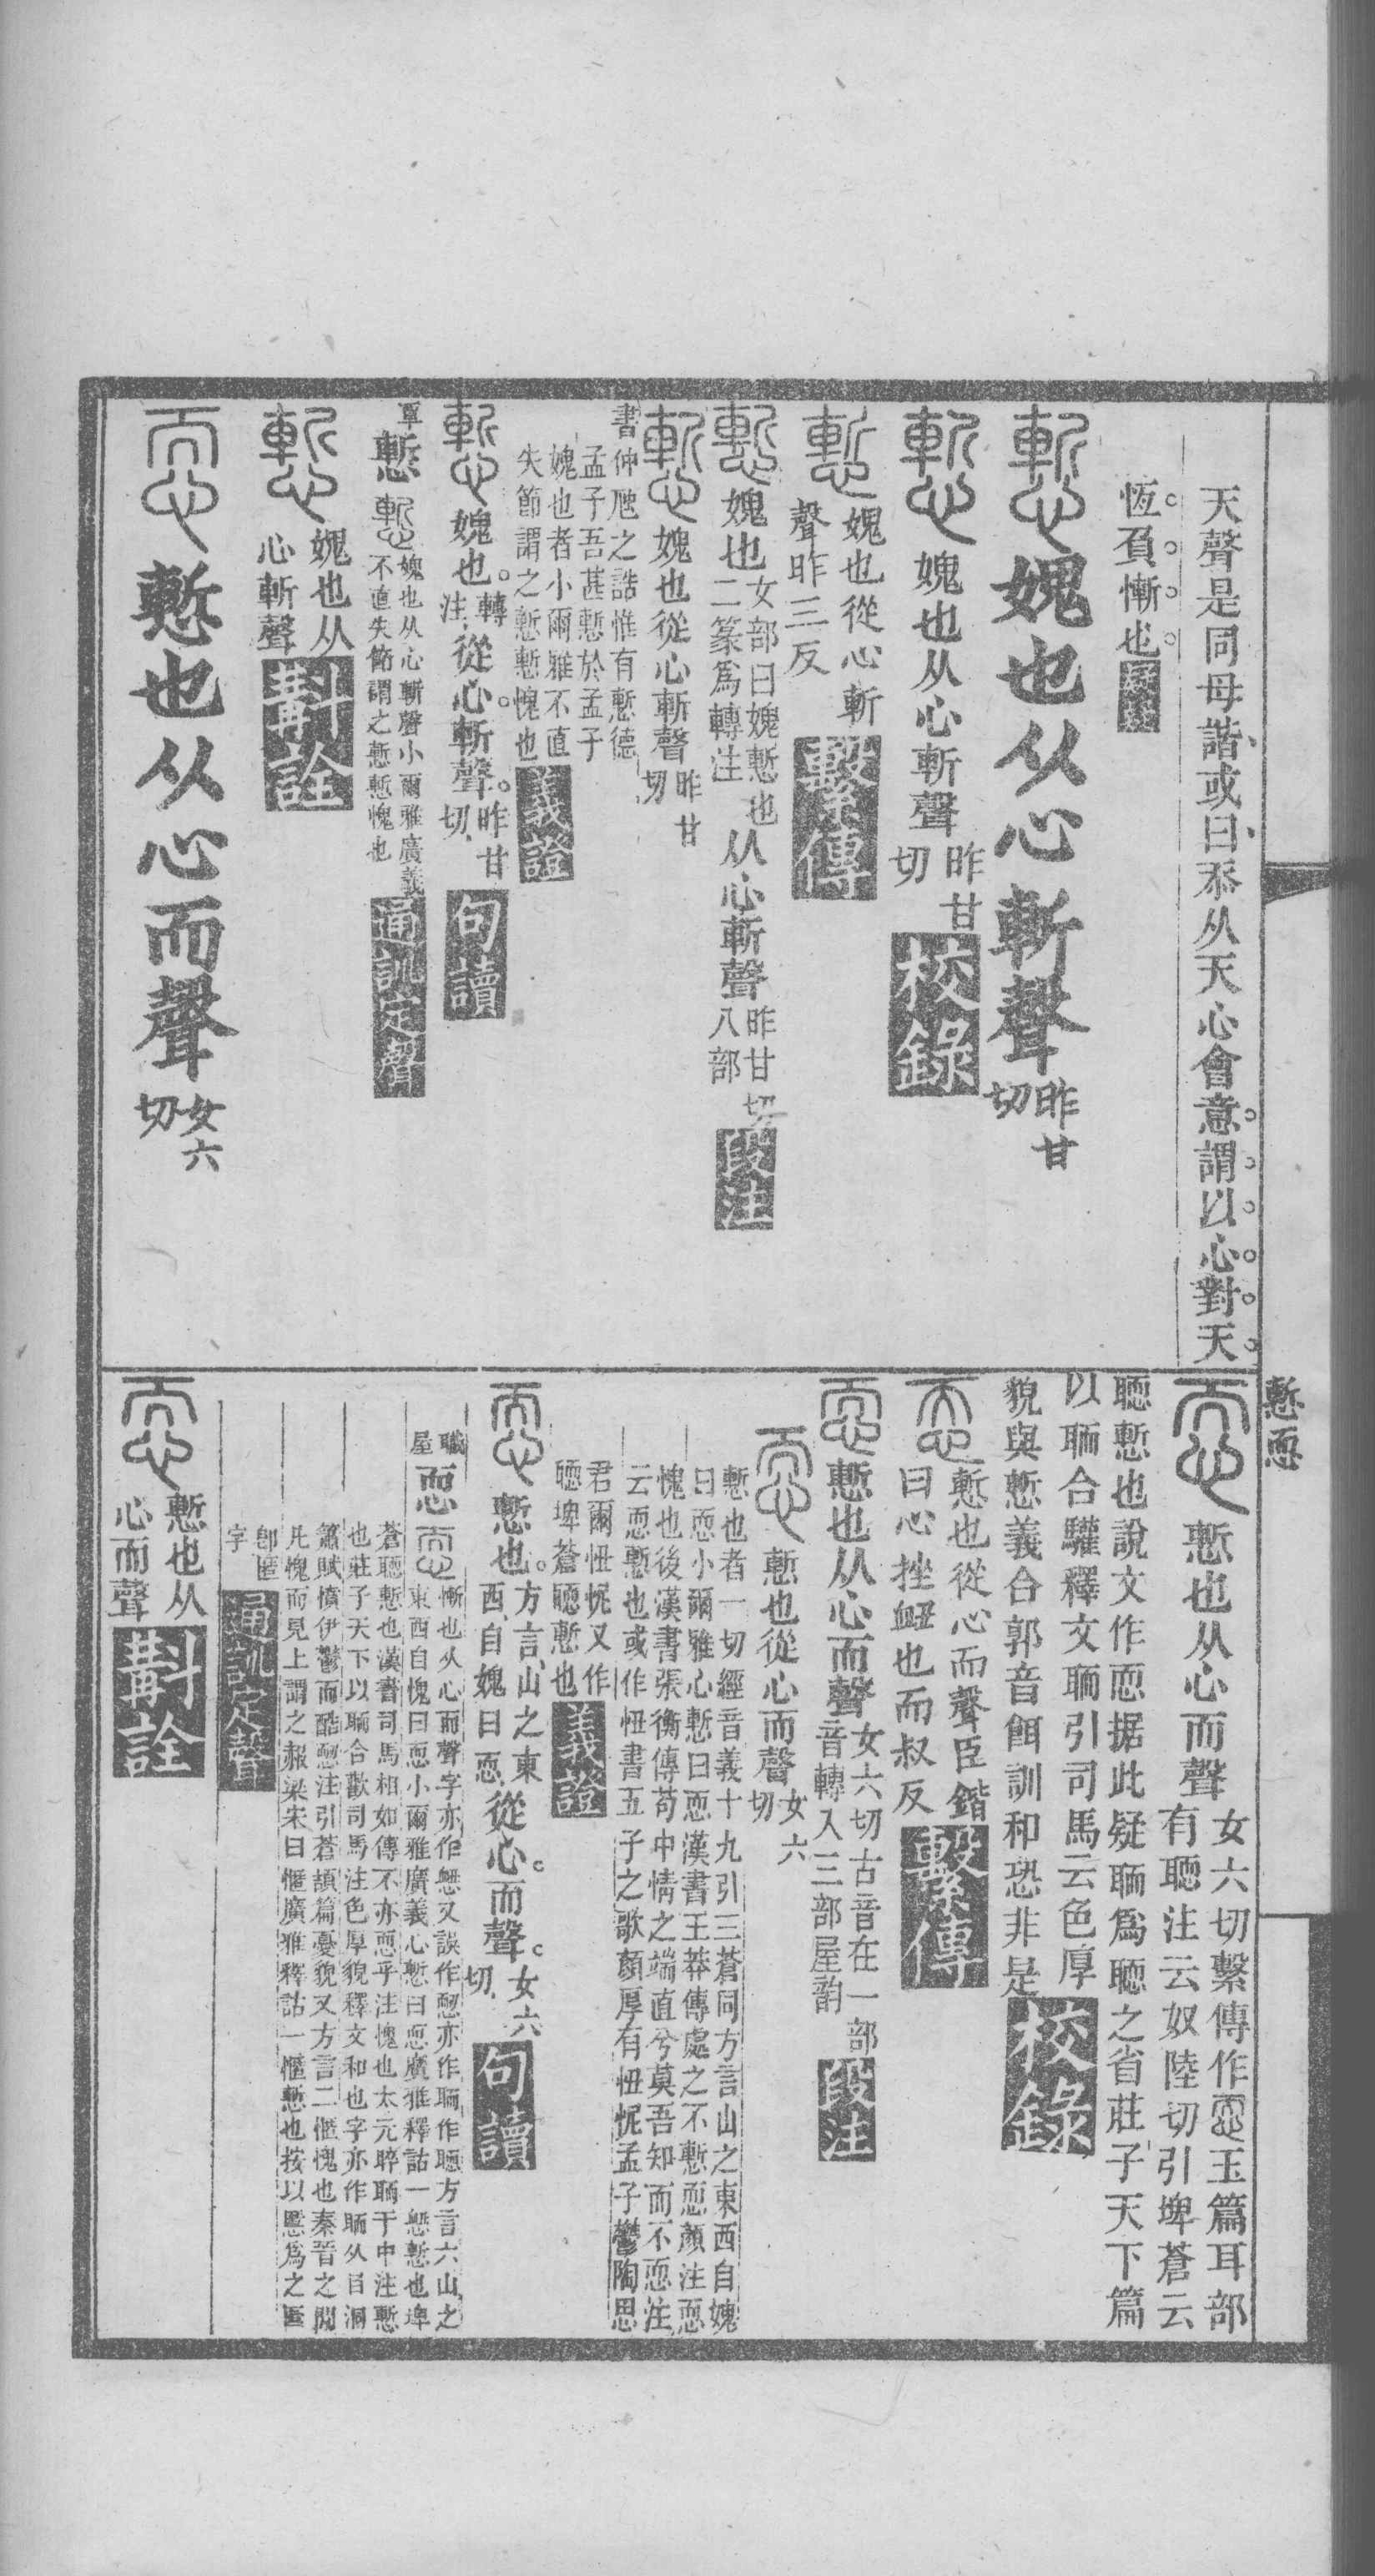 天聲是同母諧或曰忝从天心會意謂以心對天
恆負慚也疑疑
慙媿也从心斬聲昨甘切
慙媿也从心斬聲昨甘切校錄
慙媿也從心斬聲昨三反繫傳
慙媿也女部曰媿慙也二篆爲轉注从心斬聲昨甘切八部段注
慙媿也從心斬聲昨甘切
書仲虺之誥惟有慙德
孟子吾甚慙於孟子
媿也者小爾雅不直
失節謂之慙慙愧也義證
慙媿也轉注從心斬聲昨甘切句讀
慙慙媿也从心斬聲小爾雅廣義
不直失節謂之慙慙愧也通訓定聲
慙媿也从心斬聲斠詮
恧慙也从心而聲女六切
慙恧
恧慙也从心而聲女六切繫傳作恧玉篇耳部
有聏注云奴陸切引埤蒼云
聏慙也說文作恧据此疑聏爲聏之省莊子天下篇
以聏合驩釋文聏引司馬云色厚
貌與慙義合郭音餌訓和恐非是校錄
恧慙也從心而聲臣鍇
曰心挫衄也而叔反繫傳
恧慙也从心而聲女六切古音在一部音轉入三部屋韵段注
恧慙也從心而聲女六切
慙也者一切經音義十九引三蒼同方言山之東西自媿
曰恧小爾雅心慙曰恧漢書王莽傳處之不慙恧顏注恧
愧也後漢書張衡傳苟中情之端直兮莫吾知而不恧注
云恧慙也或作忸書五子之歌顏厚有忸怩孟子鬱陶思
君爾忸怩又作
聏埤蒼聏慙也義證
恧慙也方言山之東西自媿曰恧從心而聲女六切句讀
職屋恧恧慚也从心而聲字亦作𢘅又誤作𢙉亦作聏作聏方言六山之
東西自愧曰恧小爾雅廣義心慙曰恧廣雅釋詁一𢘅慙也埤
蒼聏慙也漢書司馬相如傳不亦恧乎注愧也太元睟聏于中注慙
也莊子天下以聏合歡司馬注色厚貌釋文和也字亦作聏从目洞
簫賦憤伊鬱而酷𢙉注引蒼頡篇憂貌又方言二慝愧也秦晉之閒
凡愧而見上謂之赧梁宋曰慝廣雅釋詁一慝慙也按以慝爲之匿
卽匿
字通訓定聲
恧慙也从心而聲斠詮